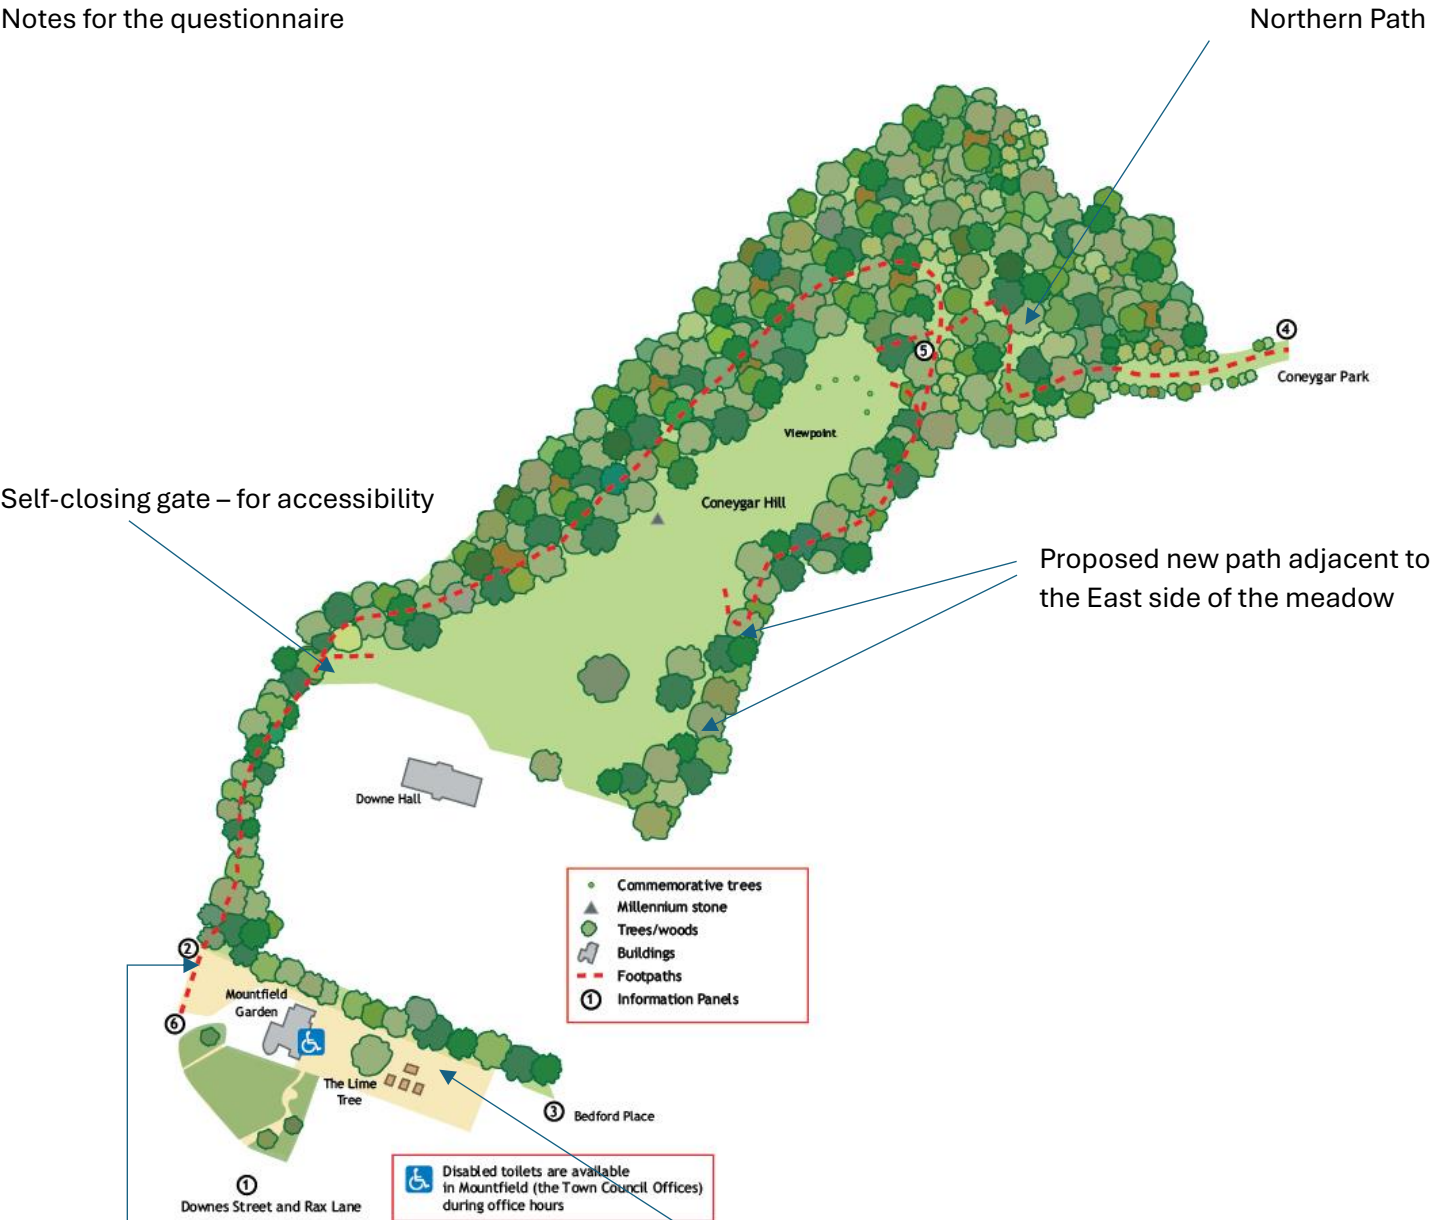 Notes for the questionnaire
Northern Path
4
Coneygar Park
5
Viewpoint
Coneygar Hill
Self-closing gate – for accessibility
Proposed new path adjacent to
the East side of the meadow
Downe Hall
Commemorative trees
Millennium stone
Trees/woods
Buildings
Footpaths
1 Information Panels
2
Mountfield
Garden
6
The Lime
Tree
3 Bedford Place
1
Downes Street and Rax Lane
Disabled toilets are available
in Mountfield (the Town Council Offices)
during office hours